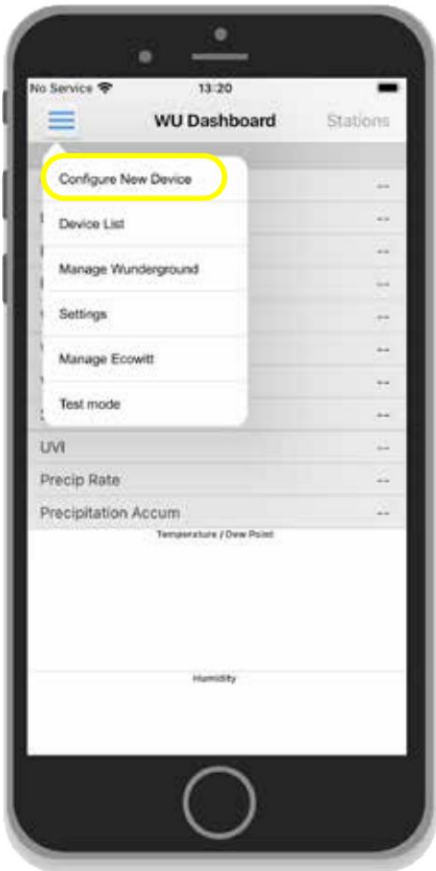 No Service 13:20
WU Dashboard Stations
Configure New Device --
Device List --
--
Manage Wunderground --
Settings --
Manage Ecowitt --
--
Test mode --
UVI --
Precip Rate --
Precipitation Accum --
Temperature / Dew Point
Humidity